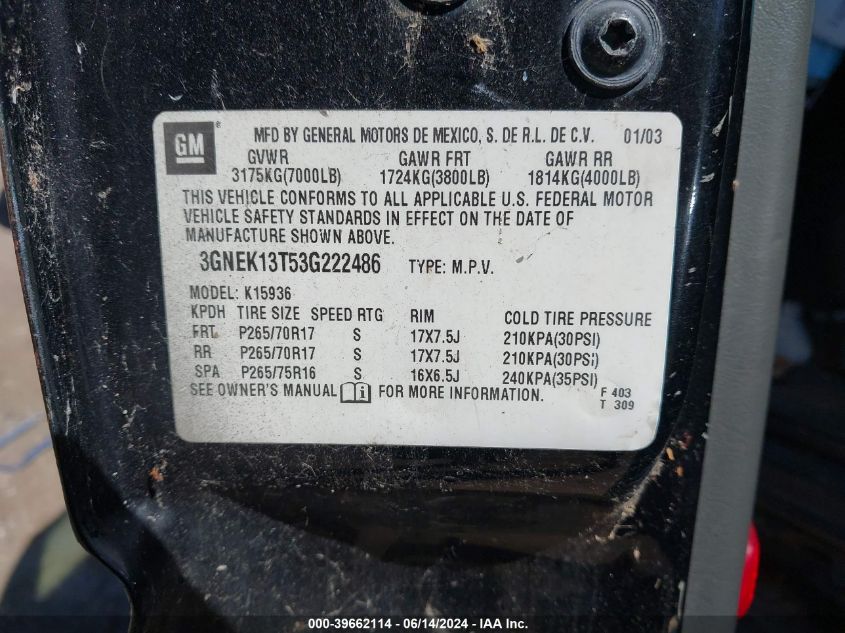 GM MFD BY GENERAL MOTORS DE MEXICO, S. DE R.L. DE C.V. 01/03
GVWR GAWR FRT GAWR RR
3175KG(7000LB) 1724KG(3800LB) 1814KG(4000LB)
THIS VEHICLE CONFORMS TO ALL APPLICABLE U.S. FEDERAL MOTOR
VEHICLE SAFETY STANDARDS IN EFFECT ON THE DATE OF
MANUFACTURE SHOWN ABOVE.
3GNEK13T53G222486 TYPE: M.P.V.
MODEL: K15936
KPDH TIRE SIZE SPEED RTG RIM COLD TIRE PRESSURE
FRT P265/70R17 S 17X7.5J 210KPA(30PSI)
RR P265/70R17 S 17X7.5J 210KPA(30PSI)
SPA P265/75R16 S 16X6.5J 240KPA(35PSI)
SEE OWNER'S MANUAL i FOR MORE INFORMATION. F 403
T 309
000-39662114 / 06/14/2024 - IAA Inc.